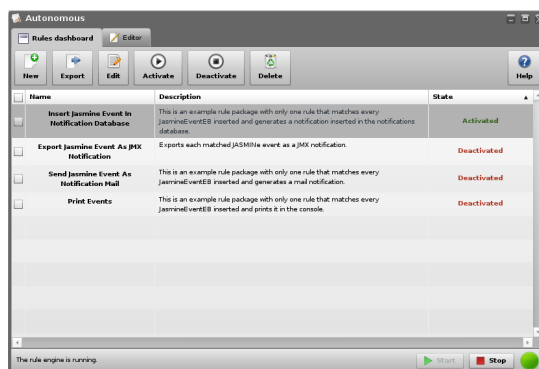 Autonomous
Rules dashboard Editor
New Export Edit Activate Deactivate Delete Help
Name Description State
Insert Jasmine Event In Notification Database
This is an example rule package with only one rule that matches every
JasmineEventEB inserted and generates a notification inserted in the notifications
database.
Activated
Export Jasmine Event As JMX Notification
Exports each matched JASMINe event as a JMX notification.
Deactivated
Send Jasmine Event As Notification Mail
This is an example rule package with only one rule that matches every
JasmineEventEB inserted and generates a mail notification.
Deactivated
Print Events
This is an example rule package with only one rule that matches every
JasmineEventEB inserted and prints it in the console.
Deactivated
The rule engine is running.
Start Stop